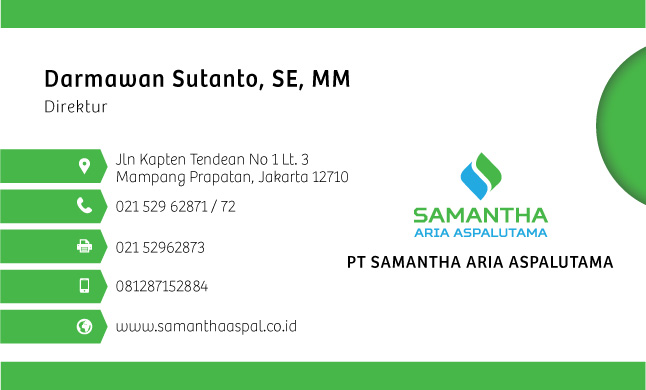 Darmawan Sutanto, SE, MM
Direktur
Jln Kapten Tendean No 1 Lt. 3
Mampang Prapatan, Jakarta 12710
021 529 62871 / 72
021 52962873
081287152884
www.samanthaaspal.co.id
SAMANTHA
ARIA ASPALUTAMA
PT SAMANTHA ARIA ASPALUTAMA